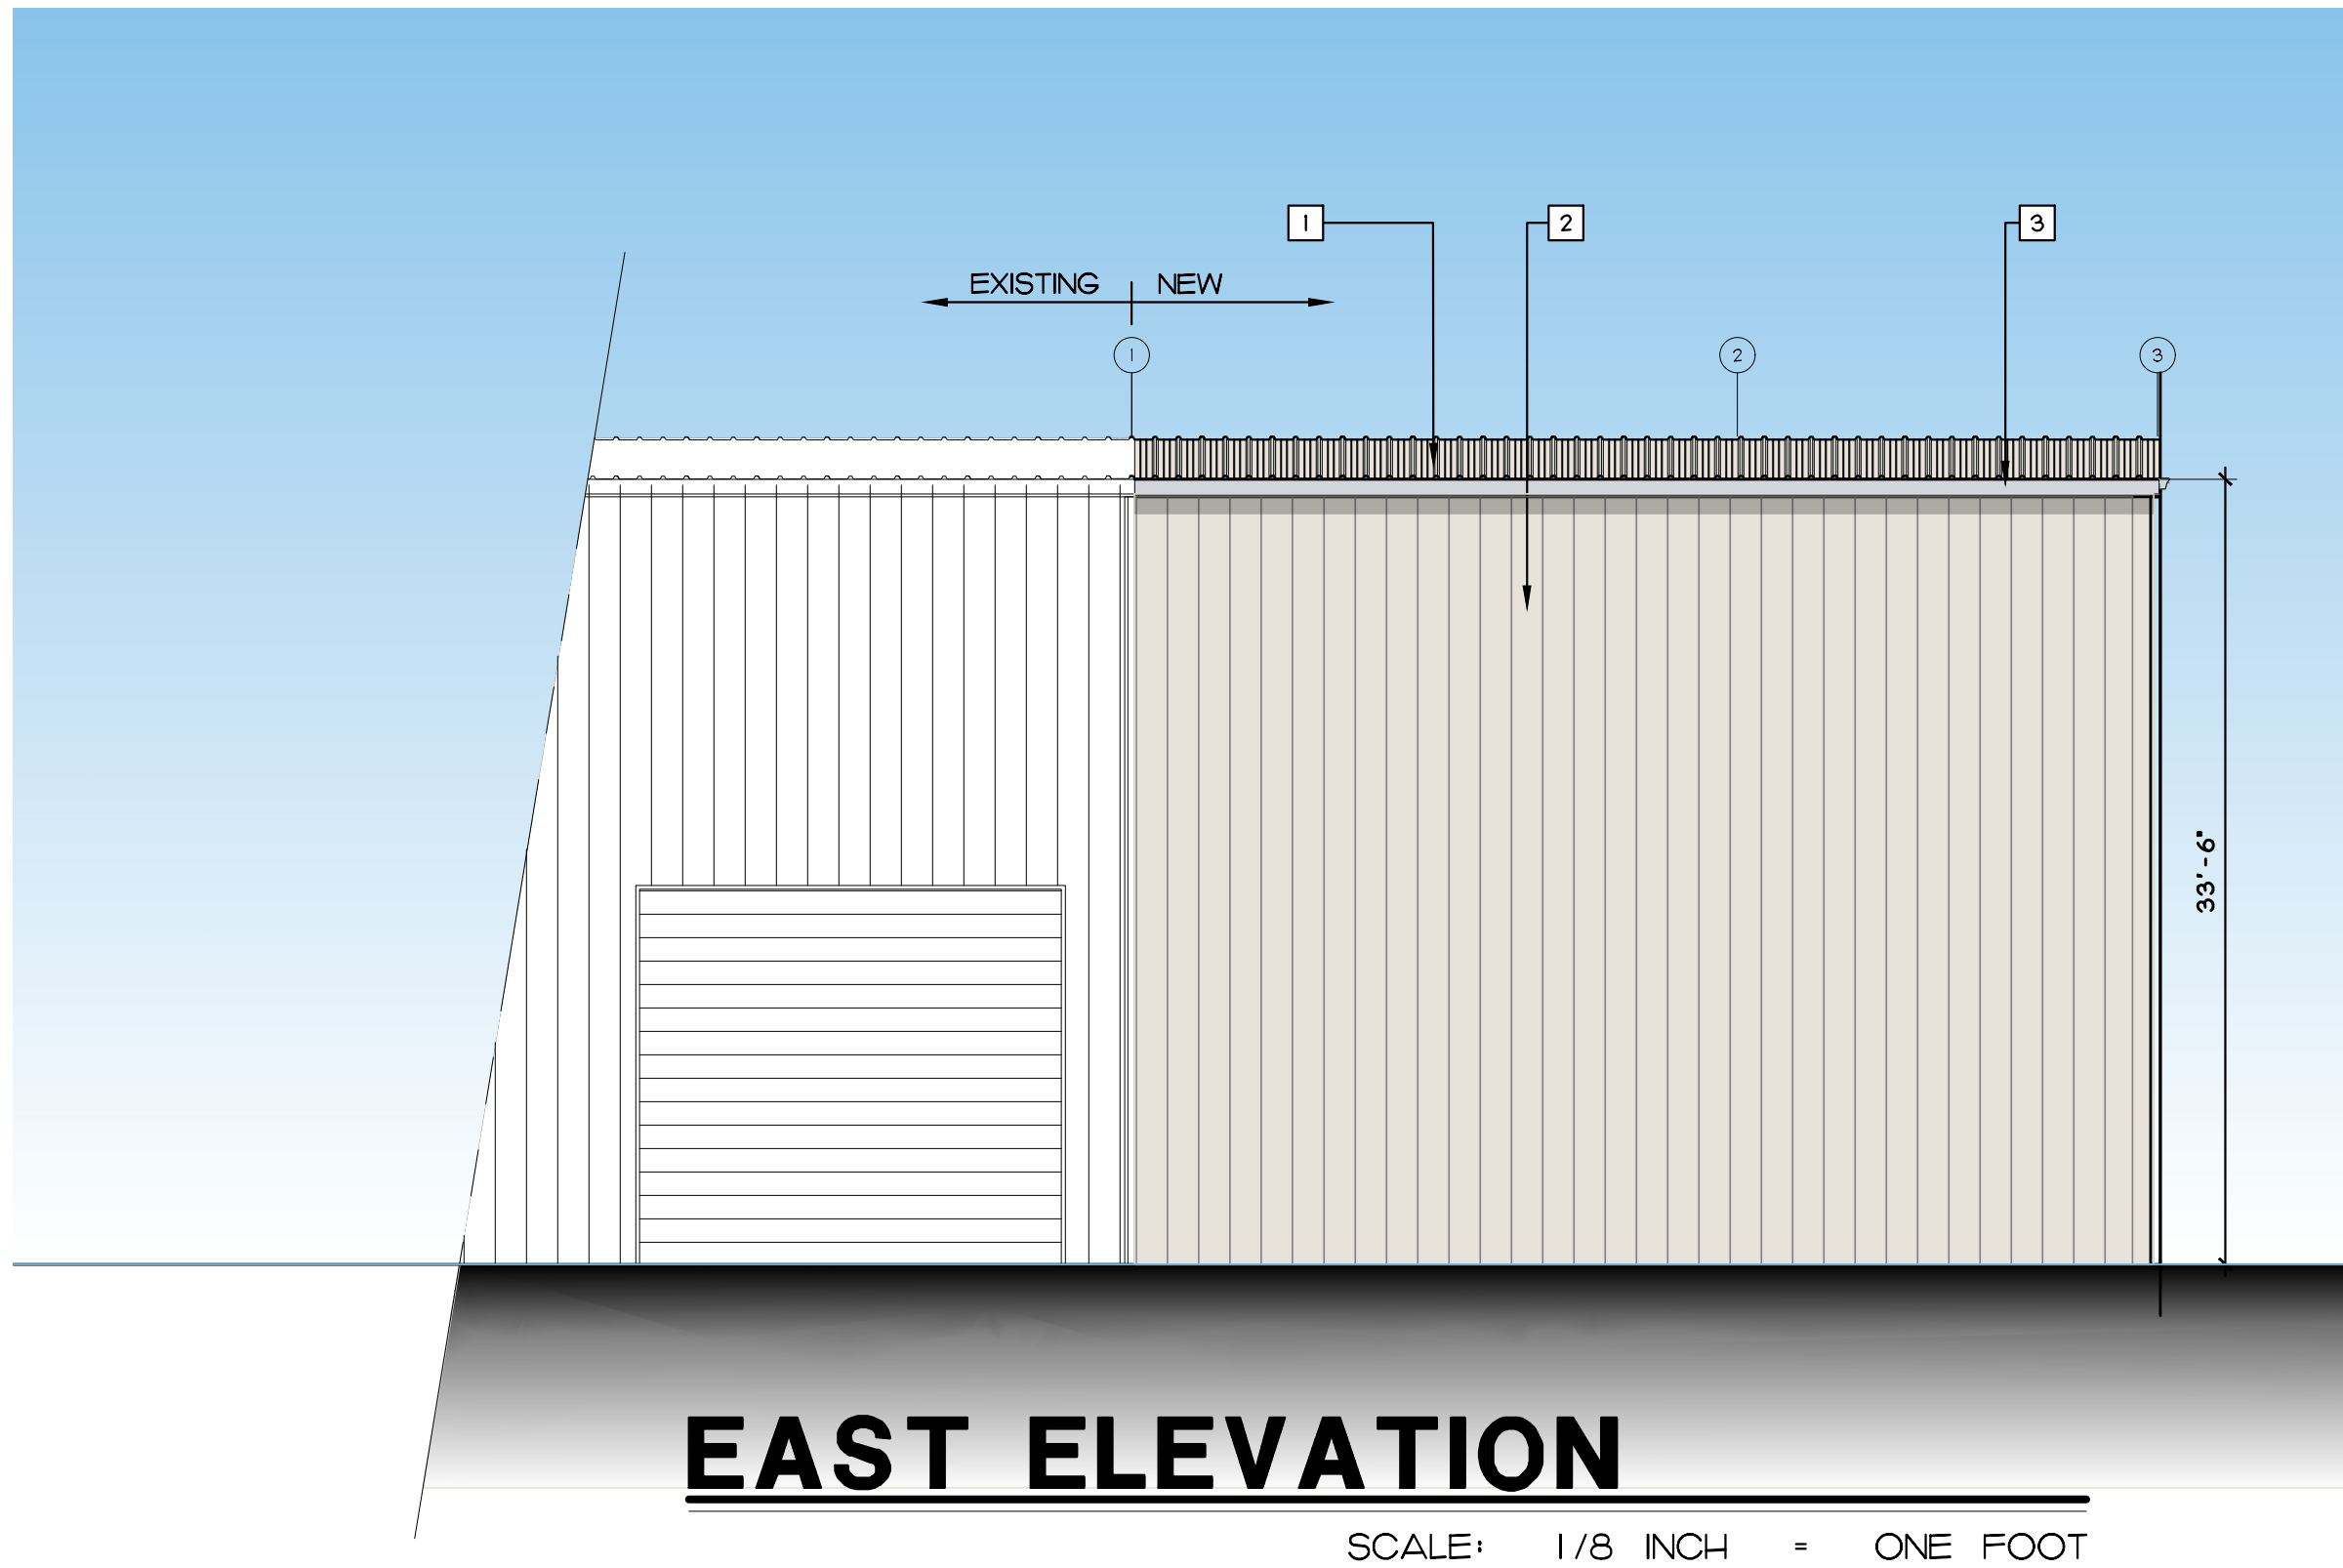 1 2 3
EXISTING NEW
1 2 3
33'-6"
EAST ELEVATION
SCALE: 1/8 INCH = ONE FOOT